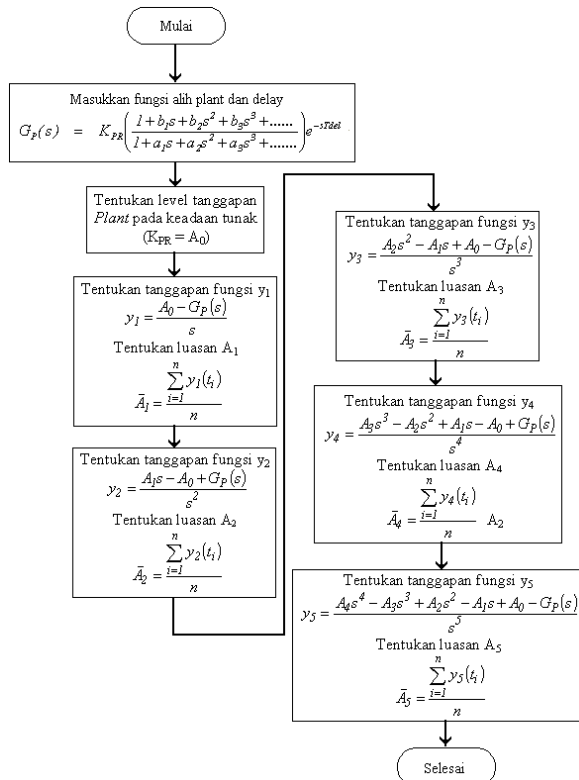 Mulai
Masukkan fungsi alih plant dan delay
G_P(s) = K_PR((1+b_1s+b_2s^2+b_3s^3+......)/(1+a_1s+a_2s^2+a_3s^3+.......))e^{-sTdel}
Tentukan level tanggapan
Plant pada keadaan tunak
(K_PR = A_0)
Tentukan tanggapan fungsi y_1
y_1 = (A_0-G_P(s))/s
Tentukan luasan A_1
Ā_1 = (∑_{i=1}^{n} y_1(t_i))/n
Tentukan tanggapan fungsi y_2
y_2 = (A_1s-A_0+G_P(s))/s^2
Tentukan luasan A_2
Ā_2 = (∑_{i=1}^{n} y_2(t_i))/n
Tentukan tanggapan fungsi y_3
y_3 = (A_2s^2-A_1s+A_0-G_P(s))/s^3
Tentukan luasan A_3
Ā_3 = (∑_{i=1}^{n} y_3(t_i))/n
Tentukan tanggapan fungsi y_4
y_4 = (A_3s^3-A_2s^2+A_1s-A_0+G_P(s))/s^4
Tentukan luasan A_4
Ā_4 = (∑_{i=1}^{n} y_4(t_i))/n A_2
Tentukan tanggapan fungsi y_5
y_5 = (A_4s^4-A_3s^3+A_2s^2-A_1s+A_0-G_P(s))/s^5
Tentukan luasan A_5
Ā_5 = (∑_{i=1}^{n} y_5(t_i))/n
Selesai